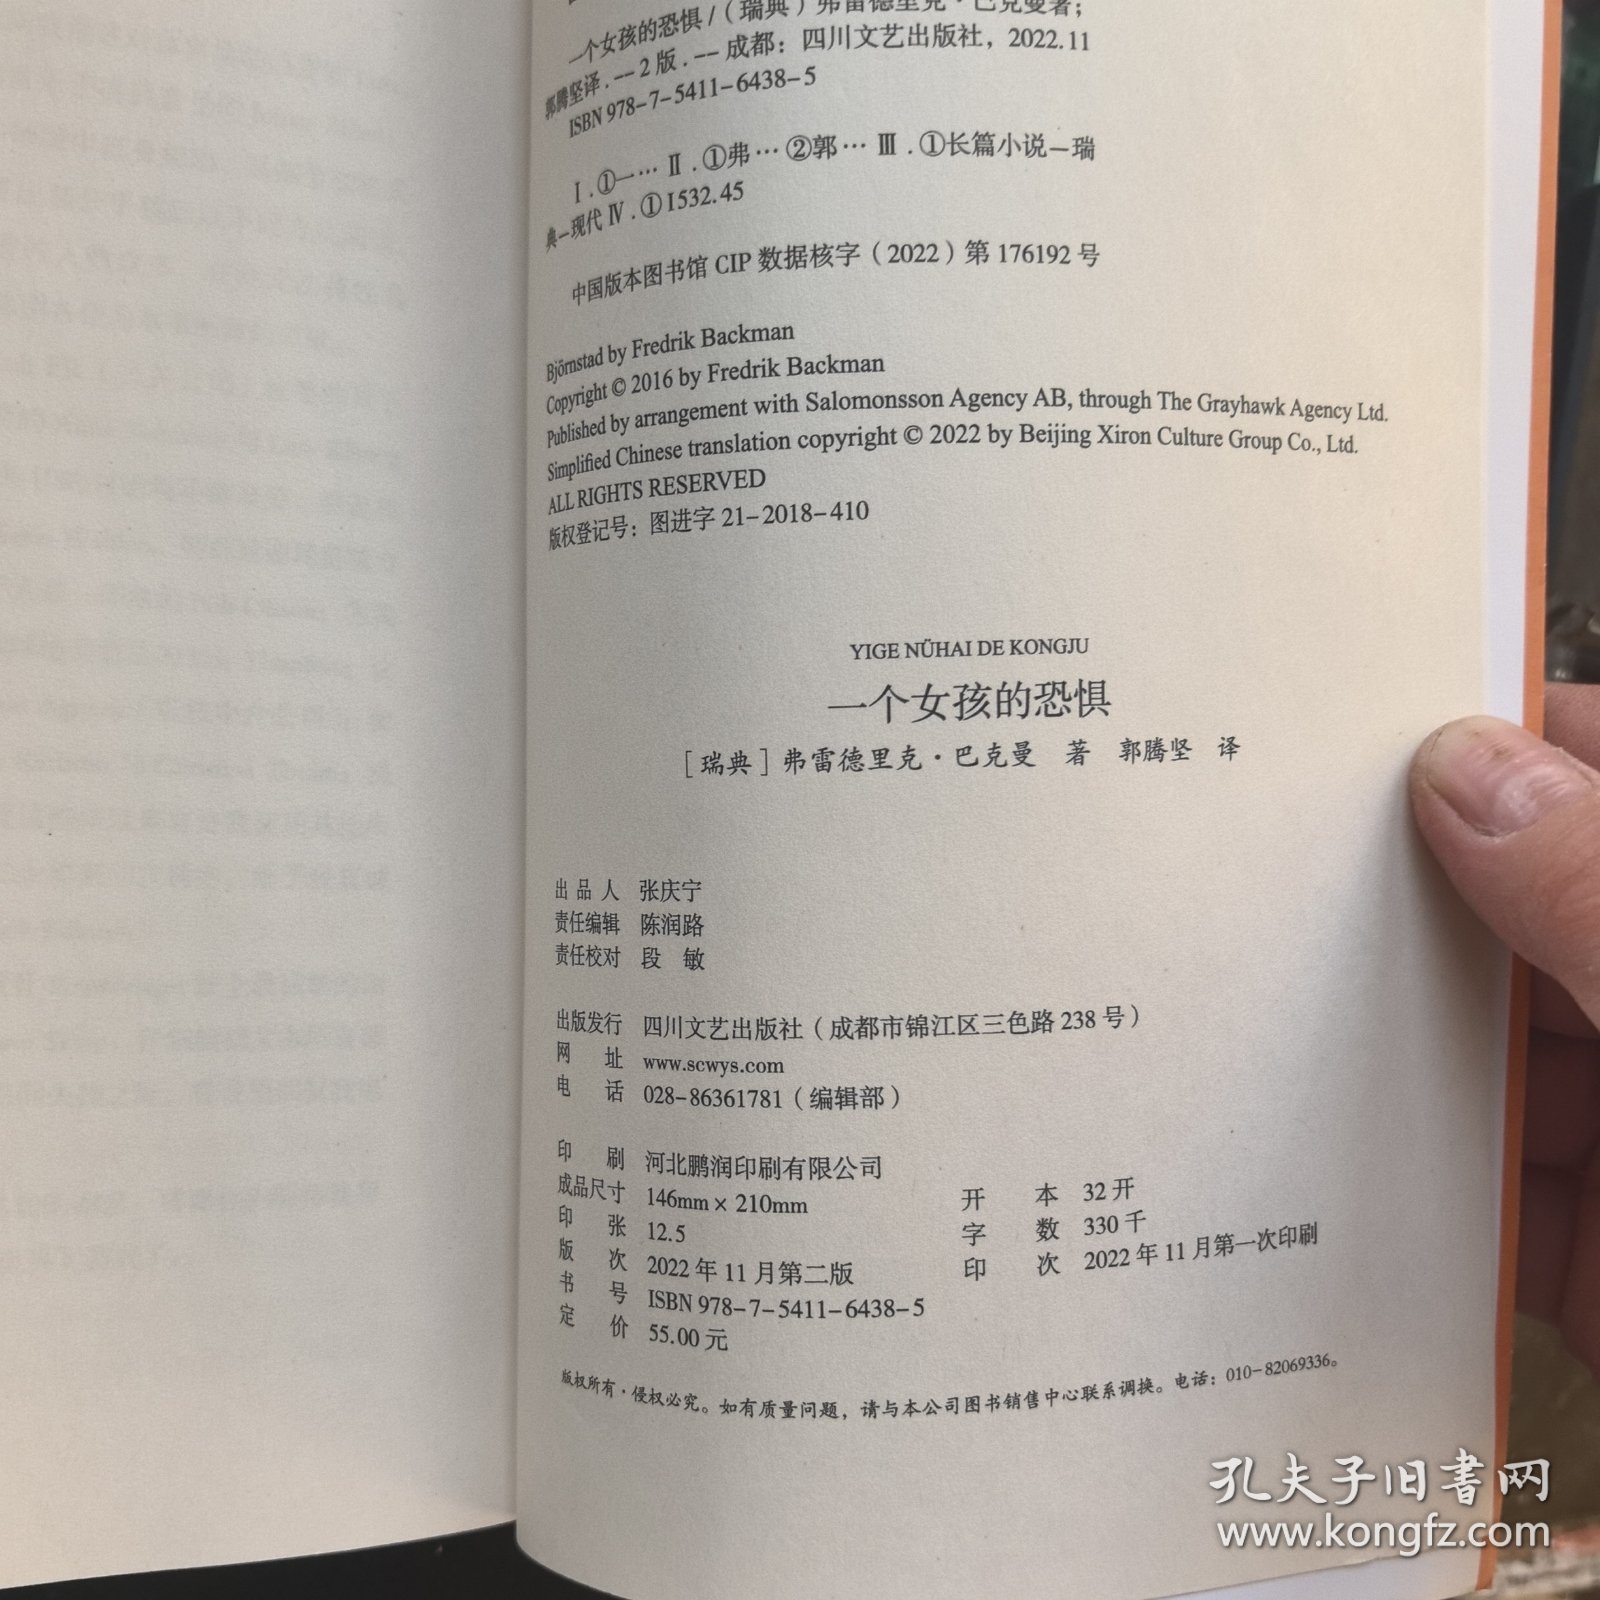 一个女孩的恐惧 / （瑞典）弗雷德里克·巴克曼著；
郭腾坚译. -- 2版. -- 成都：四川文艺出版社，2022.11
ISBN 978-7-5411-6438-5
Ⅰ.①一… Ⅱ.①弗…②郭… Ⅲ.①长篇小说-瑞
典-现代 Ⅳ.①I532.45
中国版本图书馆CIP数据核字（2022）第176192号
Björnstad by Fredrik Backman
Copyright © 2016 by Fredrik Backman
Published by arrangement with Salomonsson Agency AB, through The Grayhawk Agency Ltd.
Simplified Chinese translation copyright © 2022 by Beijing Xiron Culture Group Co., Ltd.
ALL RIGHTS RESERVED
版权登记号：图进字21-2018-410
YIGE NÜHAI DE KONGJU
一个女孩的恐惧
［瑞典］弗雷德里克·巴克曼 著 郭腾坚 译
出品人 张庆宁
责任编辑 陈润路
责任校对 段 敏
出版发行 四川文艺出版社（成都市锦江区三色路238号）
网 址 www.scwys.com
电 话 028-86361781（编辑部）
印 刷 河北鹏润印刷有限公司
成品尺寸 146mm×210mm 开 本 32开
印 张 12.5 字 数 330千
版 次 2022年11月第二版 印 次 2022年11月第一次印刷
书 号 ISBN 978-7-5411-6438-5
定 价 55.00元
版权所有·侵权必究。如有质量问题，请与本公司图书销售中心联系调换。电话：010-82069336。
孔夫子旧书网
www.kongfz.com